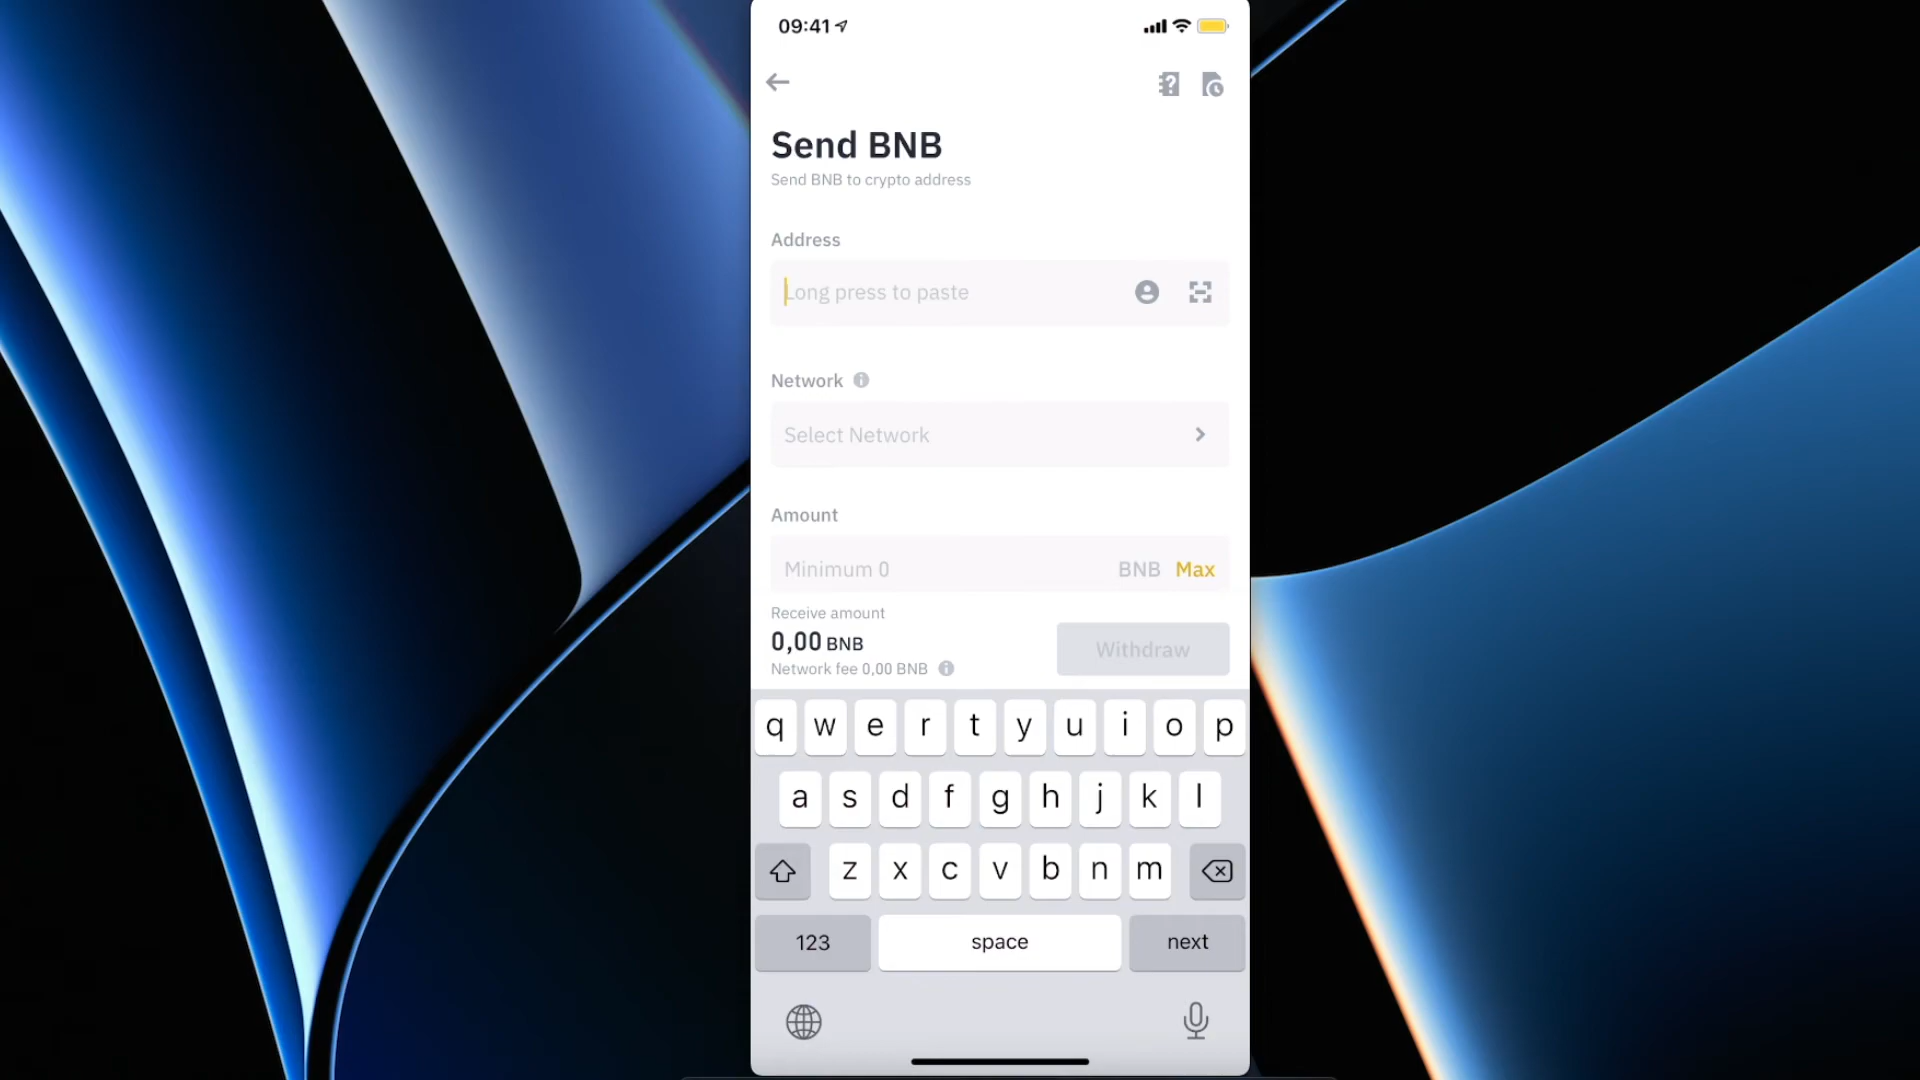 09:41
Send BNB
Send BNB to crypto address
Address
Long press to paste
Network
Select Network
Amount
Minimum 0 BNB Max
Receive amount
0,00 BNB
Withdraw
Network fee 0,00 BNB
q w e r t y u i o p
a s d f g h j k l
z x c v b n m
123 space next